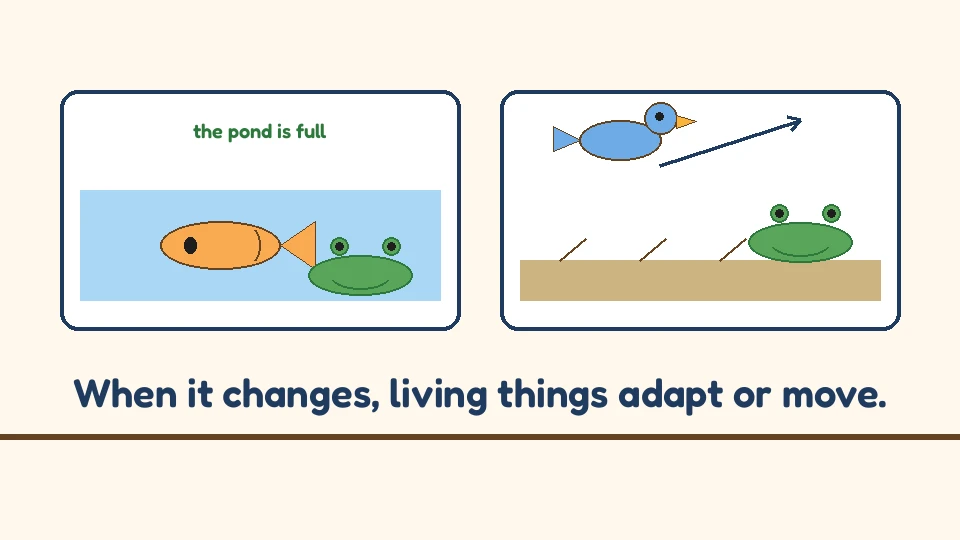 the pond is full
When it changes, living things adapt or move.